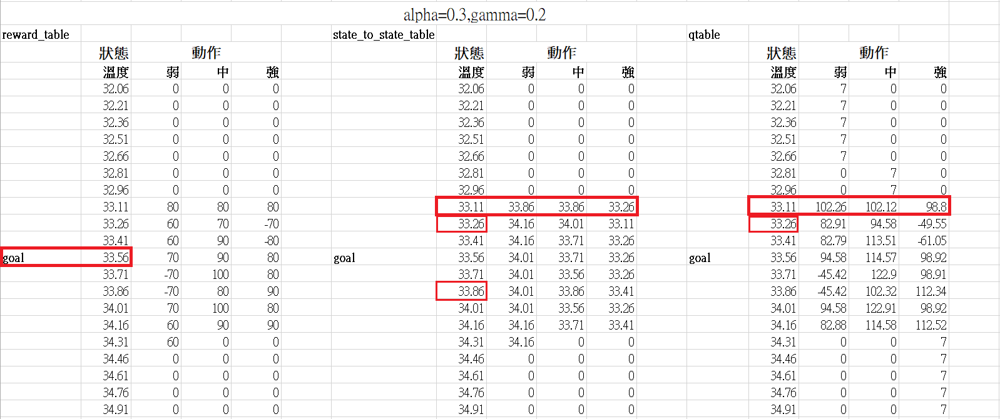 alpha=0.3,gamma=0.2
reward_table state_to_state_table qtable
狀態 動作 狀態 動作 狀態 動作
溫度 弱 中 強 溫度 弱 中 強 溫度 弱 中 強
32.06 0 0 0 32.06 0 0 0 32.06 7 0 0
32.21 0 0 0 32.21 0 0 0 32.21 7 0 0
32.36 0 0 0 32.36 0 0 0 32.36 7 0 0
32.51 0 0 0 32.51 0 0 0 32.51 7 0 0
32.66 0 0 0 32.66 0 0 0 32.66 7 0 0
32.81 0 0 0 32.81 0 0 0 32.81 0 7 0
32.96 0 0 0 32.96 0 0 0 32.96 0 7 0
33.11 80 80 80 33.11 33.86 33.86 33.26 33.11 102.26 102.12 98.8
33.26 60 70 -70 33.26 34.16 34.01 33.11 33.26 82.91 94.58 -49.55
33.41 60 90 -80 33.41 34.16 33.71 33.26 33.41 82.79 113.51 -61.05
goal 33.56 70 90 80 goal 33.56 34.01 33.71 33.26 goal 33.56 94.58 114.57 98.92
33.71 -70 100 80 33.71 34.01 33.56 33.26 33.71 -45.42 122.9 98.91
33.86 -70 80 90 33.86 34.01 33.86 33.41 33.86 -45.42 102.32 112.34
34.01 70 100 80 34.01 34.01 33.56 33.26 34.01 94.58 122.91 98.92
34.16 60 90 90 34.16 34.16 33.71 33.41 34.16 82.88 114.58 112.52
34.31 60 0 0 34.31 34.16 0 0 34.31 0 0 7
34.46 0 0 0 34.46 0 0 0 34.46 0 0 7
34.61 0 0 0 34.61 0 0 0 34.61 0 0 7
34.76 0 0 0 34.76 0 0 0 34.76 0 0 7
34.91 0 0 0 34.91 0 0 0 34.91 0 0 7